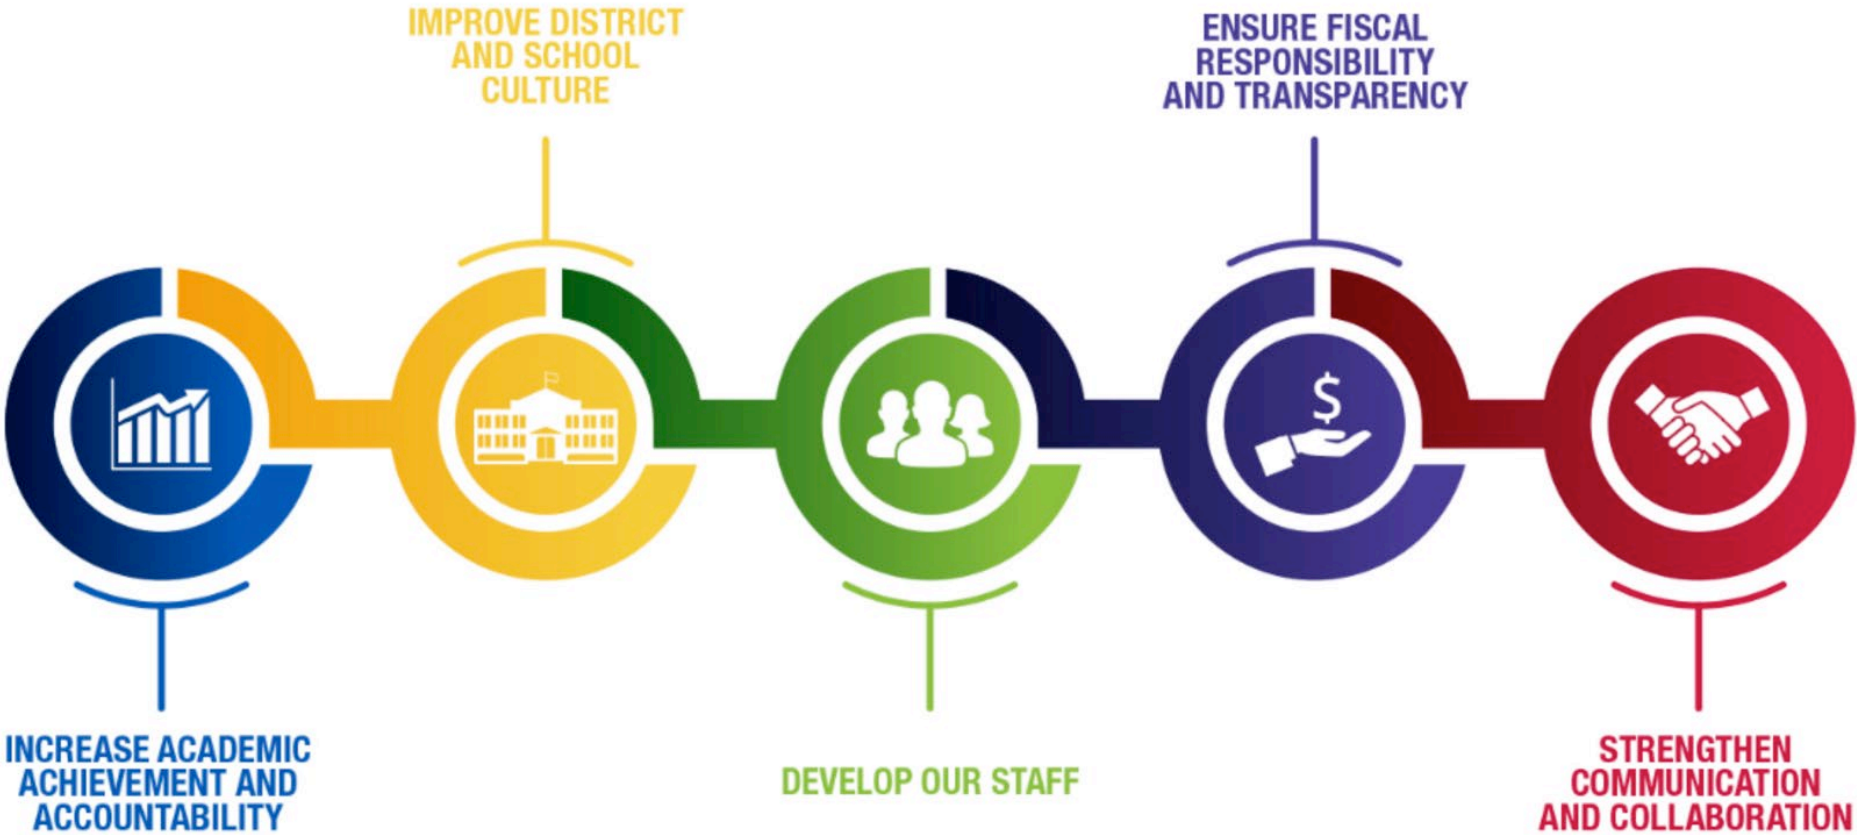 IMPROVE DISTRICT
AND SCHOOL
CULTURE
ENSURE FISCAL
RESPONSIBILITY
AND TRANSPARENCY
$
INCREASE ACADEMIC
ACHIEVEMENT AND
ACCOUNTABILITY
DEVELOP OUR STAFF
STRENGTHEN
COMMUNICATION
AND COLLABORATION